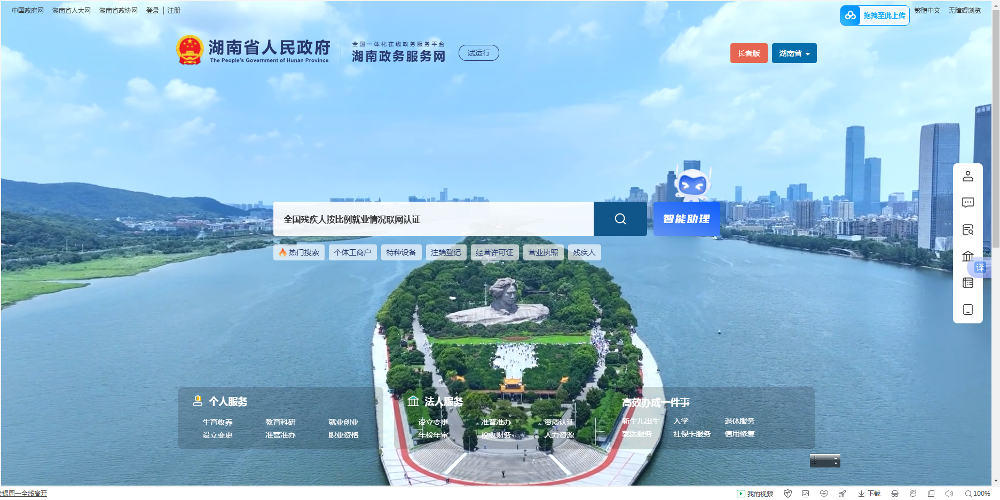 中国政府网 湖南省人大网 湖南省政协网 登录 | 注册
拖拽至此上传 繁體中文 无障碍浏览
湖南省人民政府
The People's Government of Hunan Province
全国一体化在线政务服务平台
湖南政务服务网
试运行
长者版 湖南省
全国残疾人按比例就业情况联网认证
智能助理
热门搜索 个体工商户 特种设备 注销登记 经营许可证 营业执照 残疾人
译
个人服务
生育收养 教育科研 就业创业
设立变更 准营准办 职业资格
法人服务
设立变更 准营准办 资质认证
年检年审 税收财务 人力资源
高效办成一件事
新生儿出生 入学 退休服务
就医服务 社保卡服务 信用修复
银周一全线高开
我的视频 下载 100%